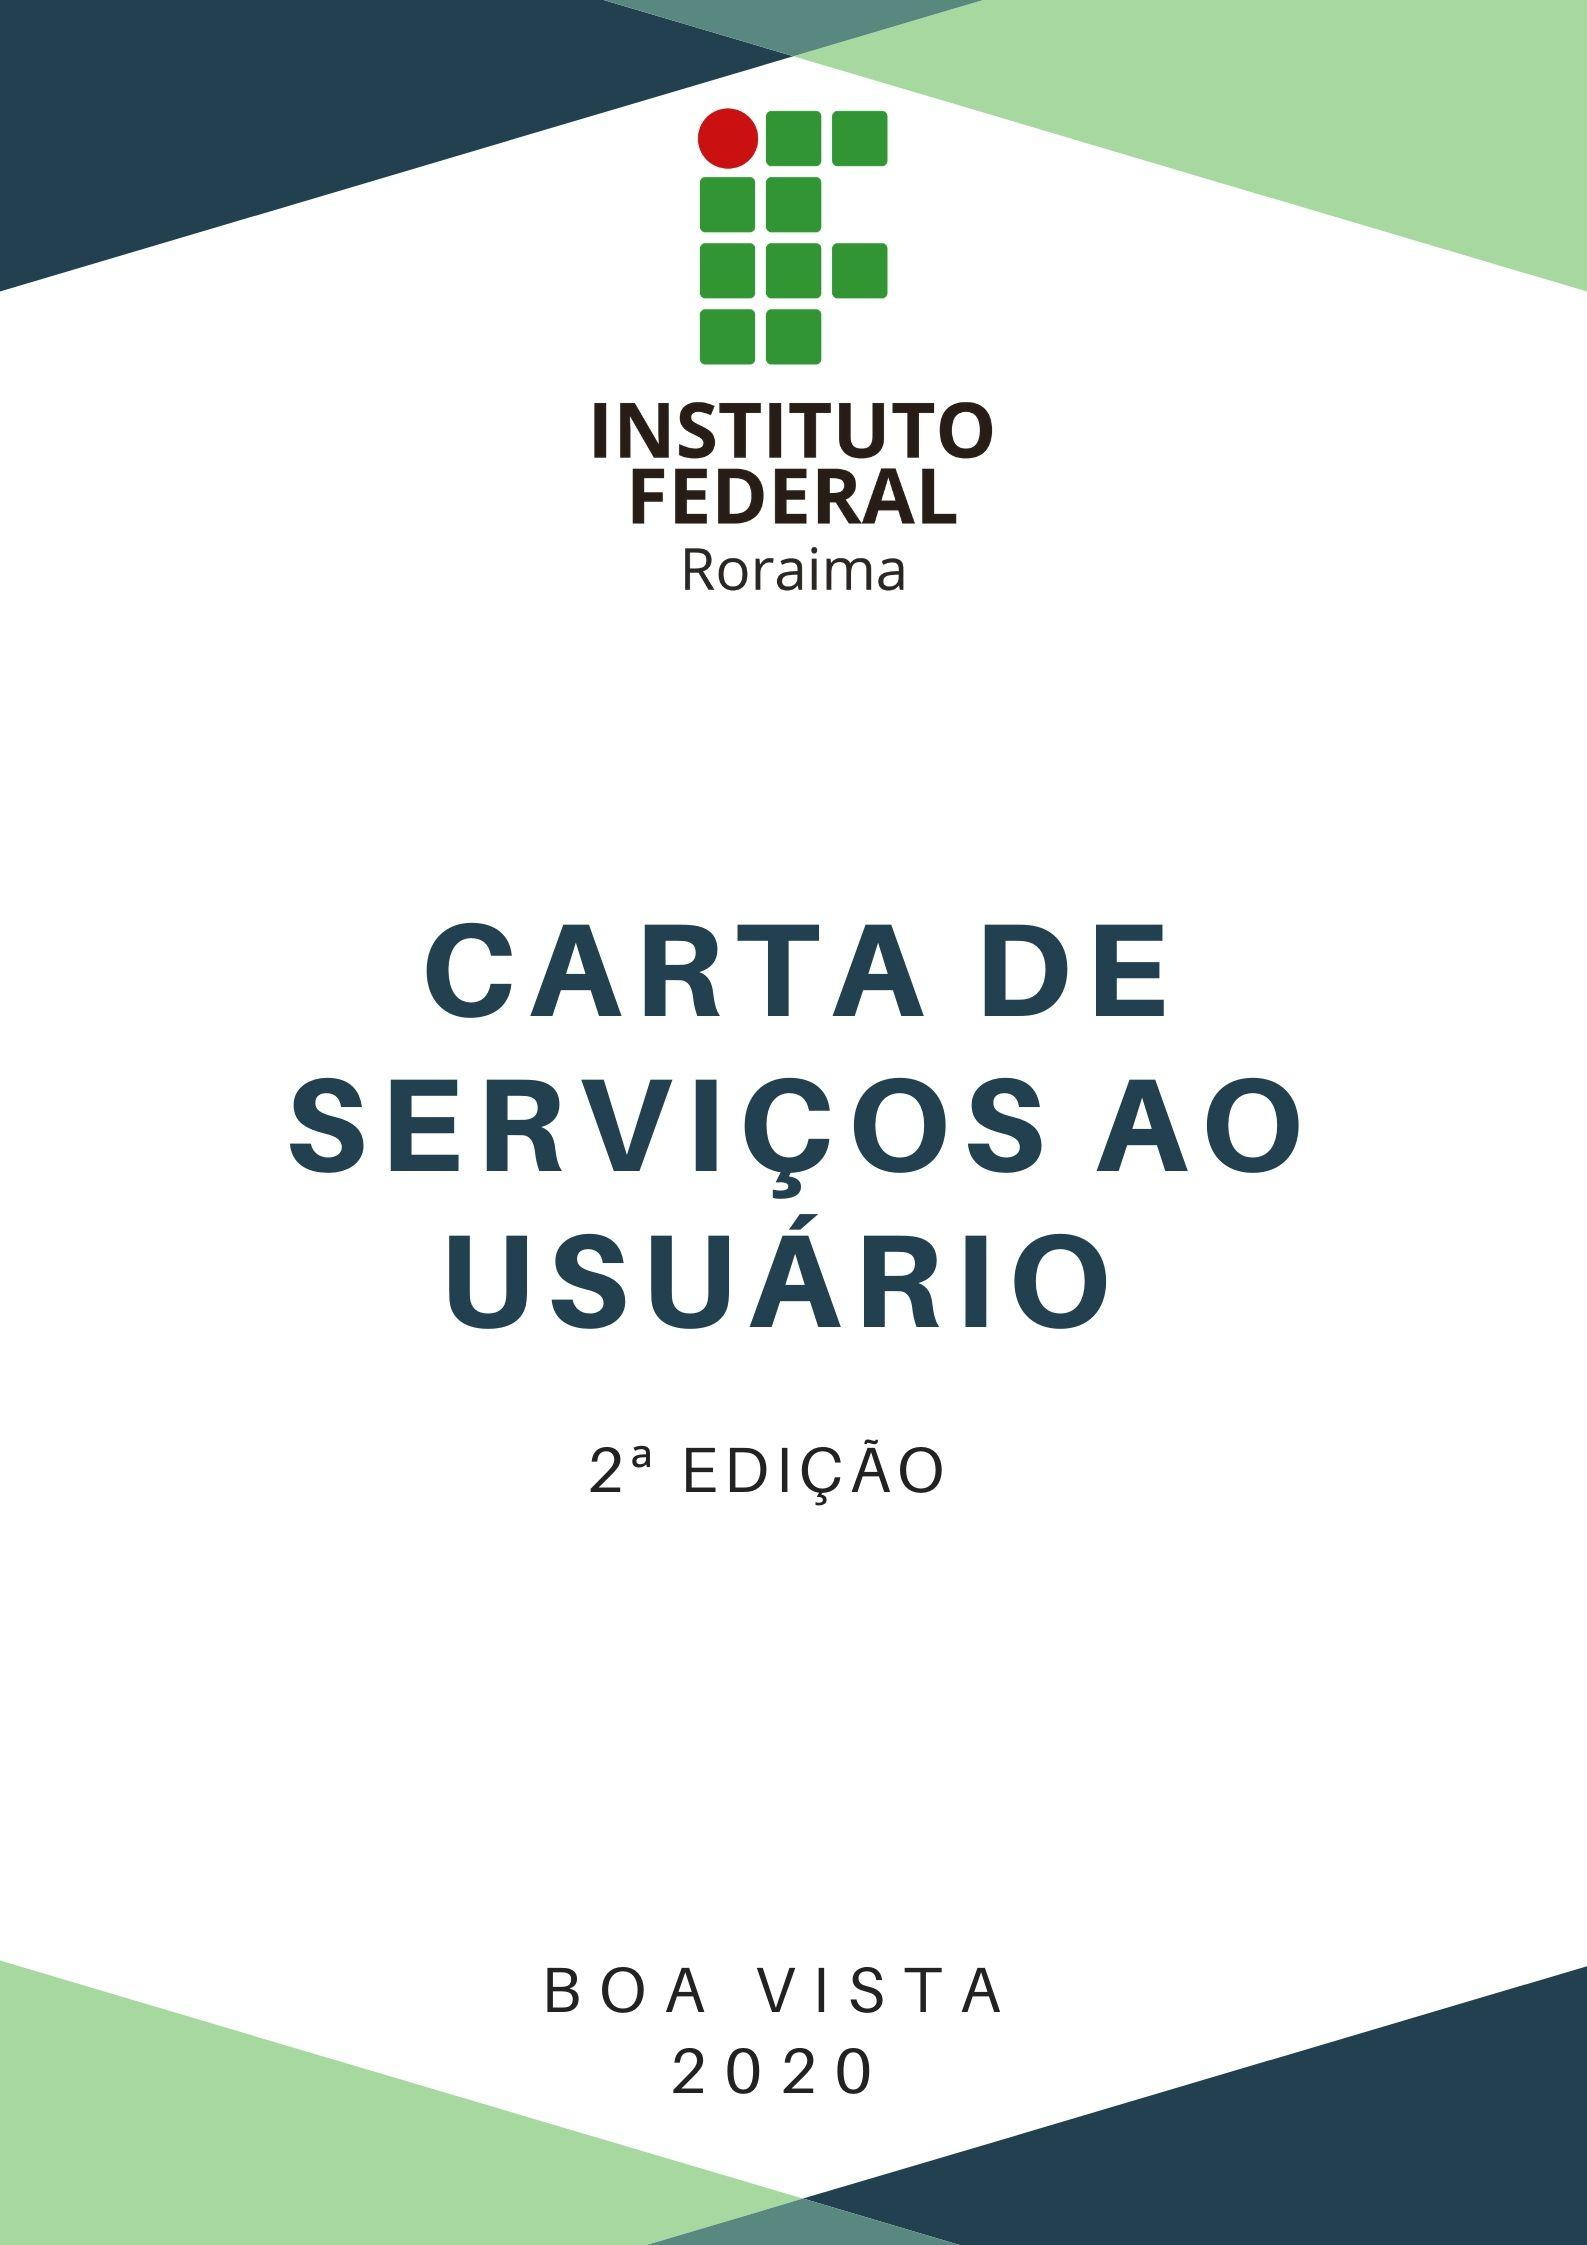 INSTITUTO
FEDERAL
Roraima
CARTA DE
SERVIÇOS AO
USUÁRIO
2ª EDIÇÃO
BOA VISTA
2020